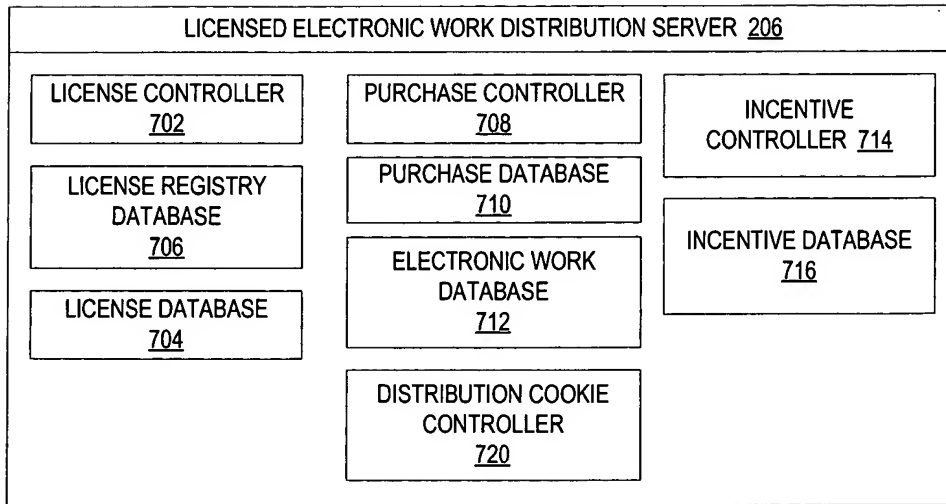 LICENSED ELECTRONIC WORK DISTRIBUTION SERVER 206
LICENSE CONTROLLER
702
LICENSE REGISTRY
DATABASE
706
LICENSE DATABASE
704
PURCHASE CONTROLLER
708
PURCHASE DATABASE
710
ELECTRONIC WORK
DATABASE
712
DISTRIBUTION COOKIE
CONTROLLER
720
INCENTIVE
CONTROLLER 714
INCENTIVE DATABASE
716